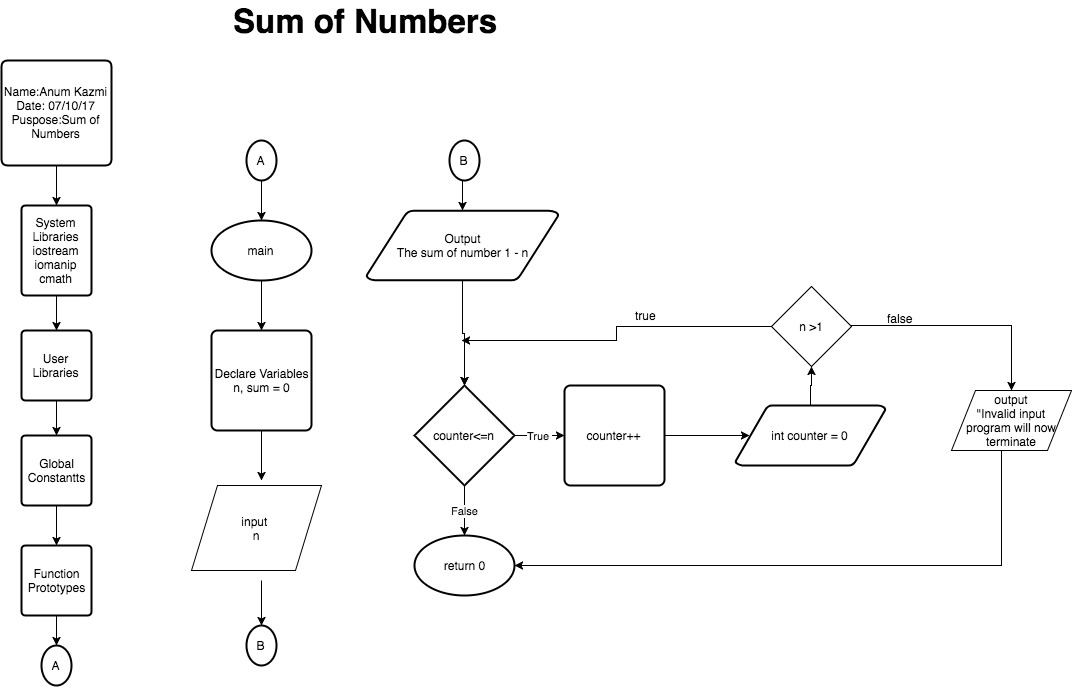 Sum of Numbers
Name:Anum Kazmi
Date: 07/10/17
Puspose:Sum of
Numbers
System
Libraries
iostream
iomanip
cmath
User
Libraries
Global
Constantts
Function
Prototypes
A
A
main
Declare Variables
n, sum = 0
input
n
B
B
Output
The sum of number 1 - n
counter<=n
True
counter++
int counter = 0
n >1
true
false
output
"Invalid input
program will now
terminate
False
return 0